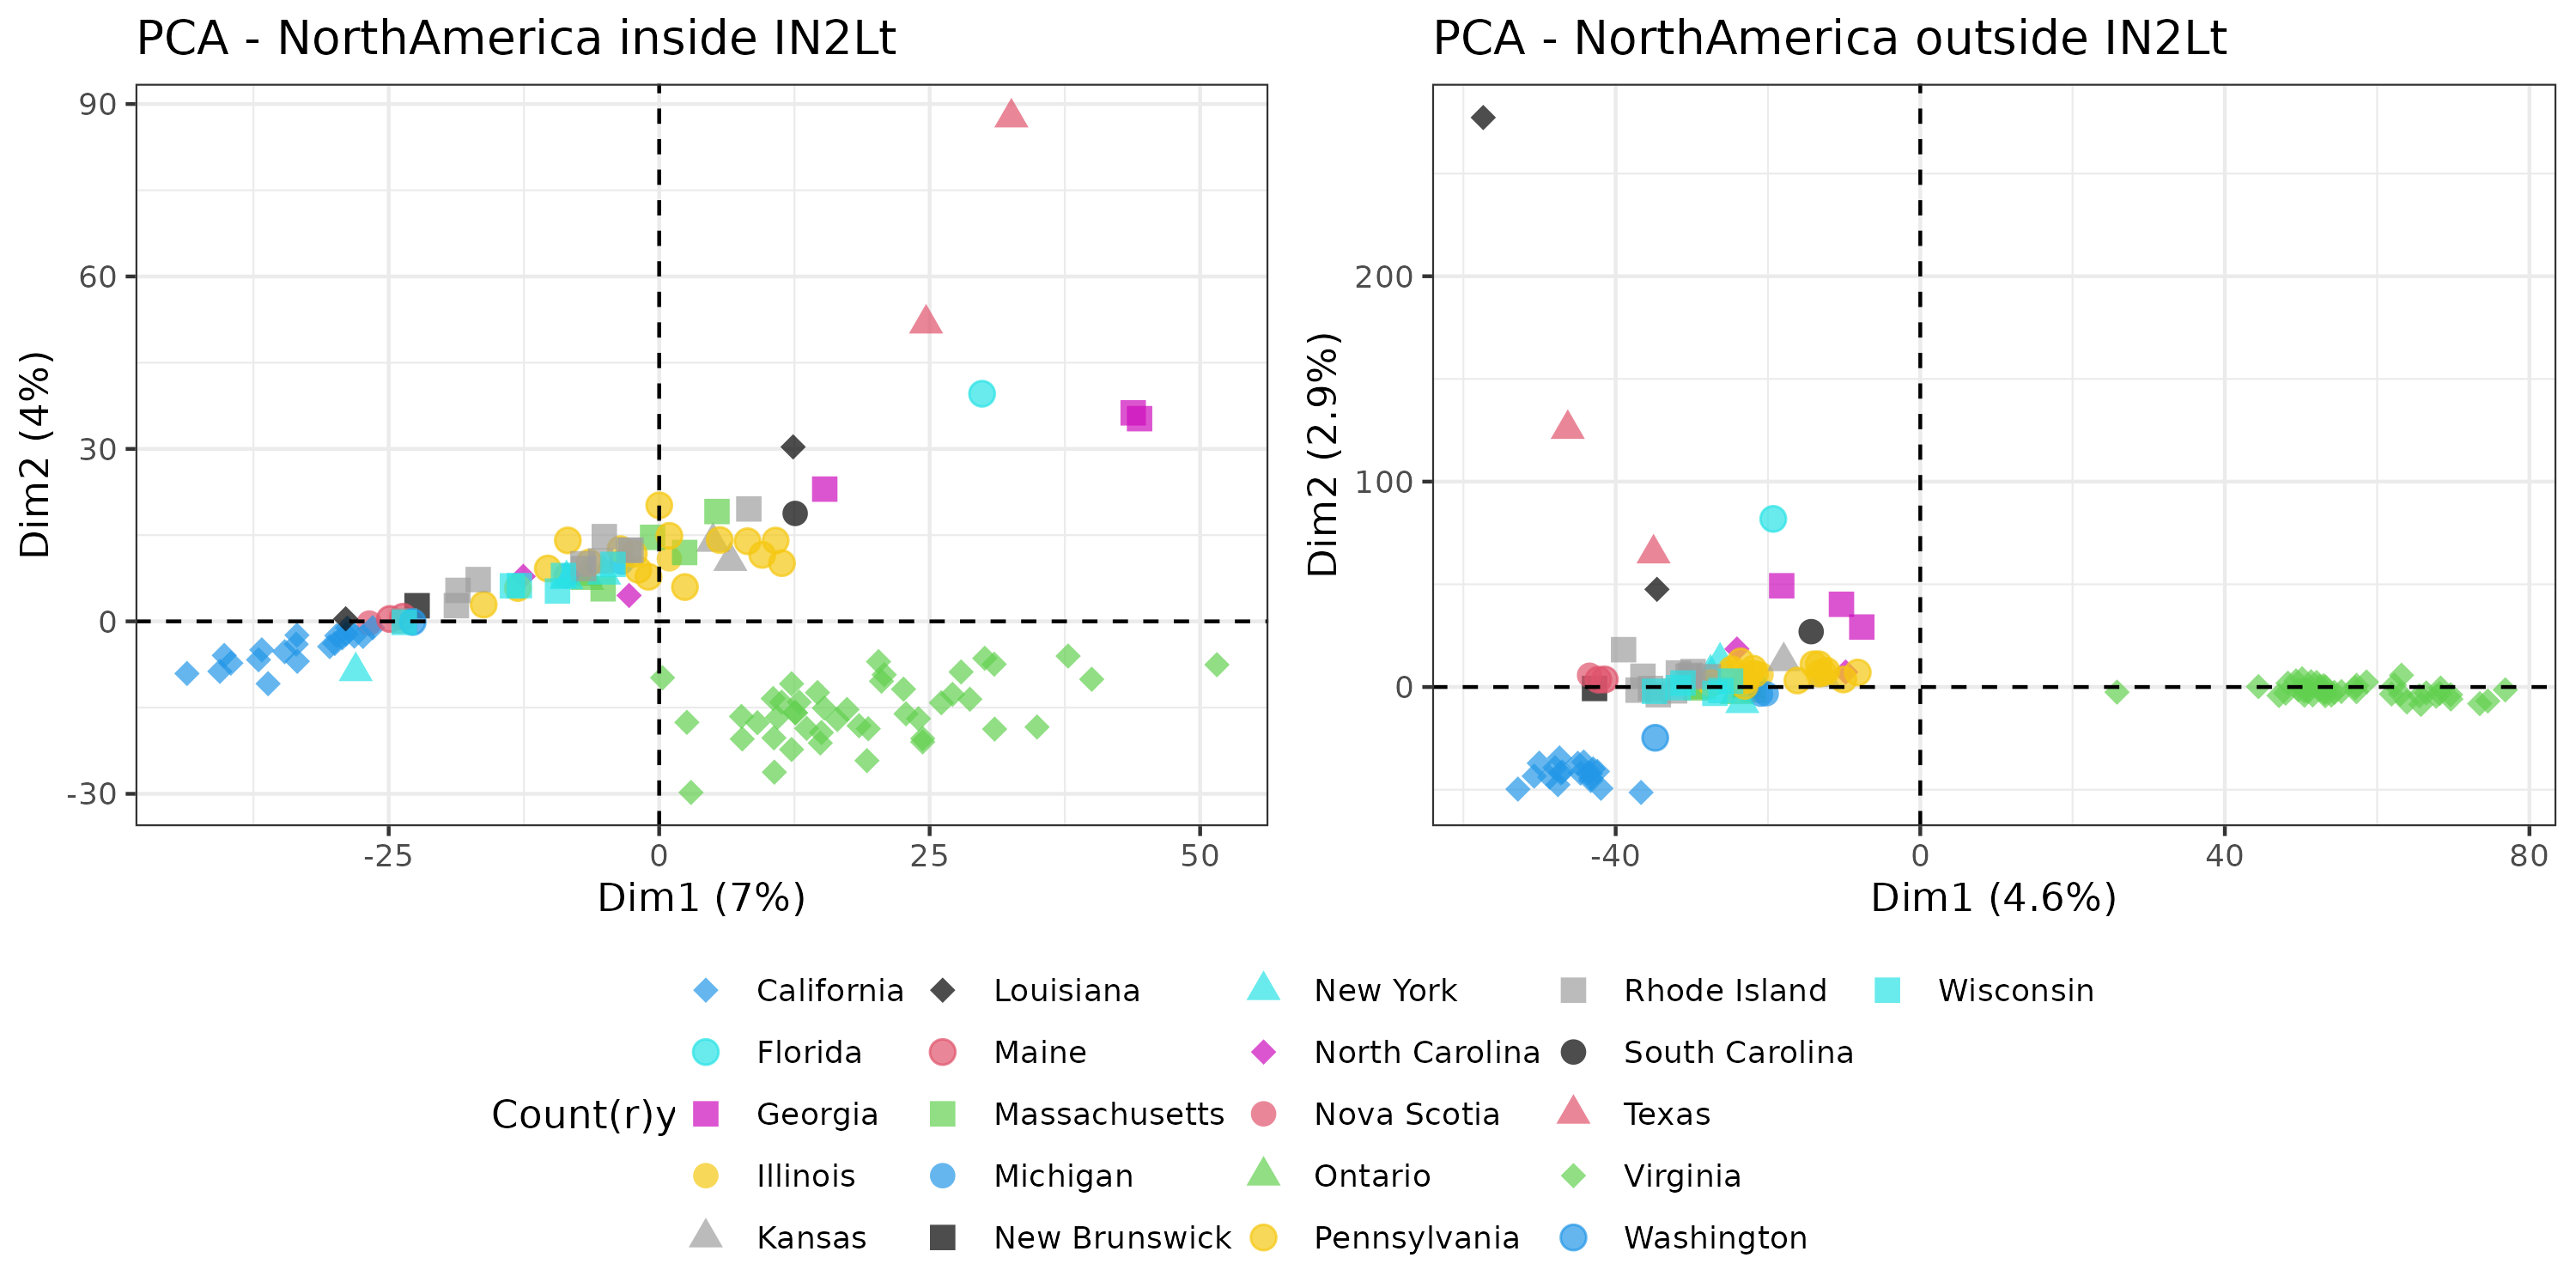 PCA - NorthAmerica inside IN2Lt
90
60
30
0
-30
Dim2 (4%)
-25
0
25
50
Dim1 (7%)
PCA - NorthAmerica outside IN2Lt
200
100
0
Dim2 (2.9%)
-40
0
40
80
Dim1 (4.6%)
Count(r)y
California
Florida
Georgia
Illinois
Kansas
Louisiana
Maine
Massachusetts
Michigan
New Brunswick
New York
North Carolina
Nova Scotia
Ontario
Pennsylvania
Rhode Island
South Carolina
Texas
Virginia
Washington
Wisconsin